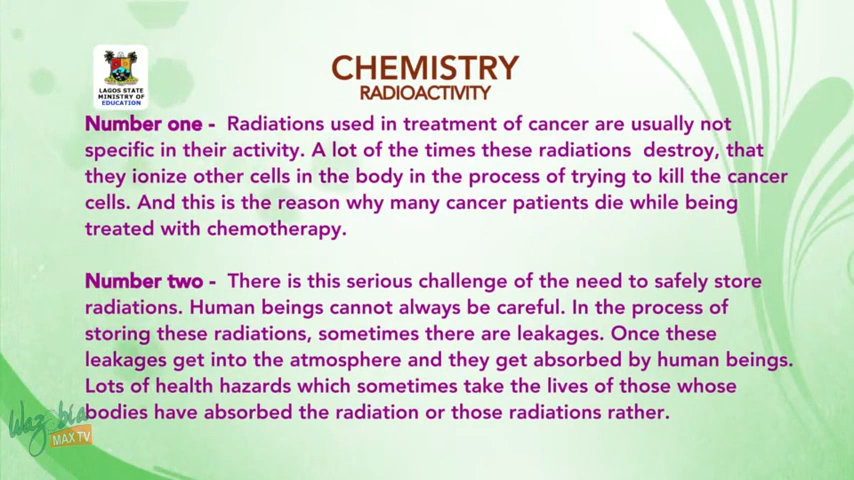 LAGOS STATE
MINISTRY OF
EDUCATION
CHEMISTRY
RADIOACTIVITY
Number one - Radiations used in treatment of cancer are usually not
specific in their activity. A lot of the times these radiations destroy, that
they ionize other cells in the body in the process of trying to kill the cancer
cells. And this is the reason why many cancer patients die while being
treated with chemotherapy.
Number two - There is this serious challenge of the need to safely store
radiations. Human beings cannot always be careful. In the process of
storing these radiations, sometimes there are leakages. Once these
leakages get into the atmosphere and they get absorbed by human beings.
Lots of health hazards which sometimes take the lives of those whose
bodies have absorbed the radiation or those radiations rather.
Wazobia
MAX TV